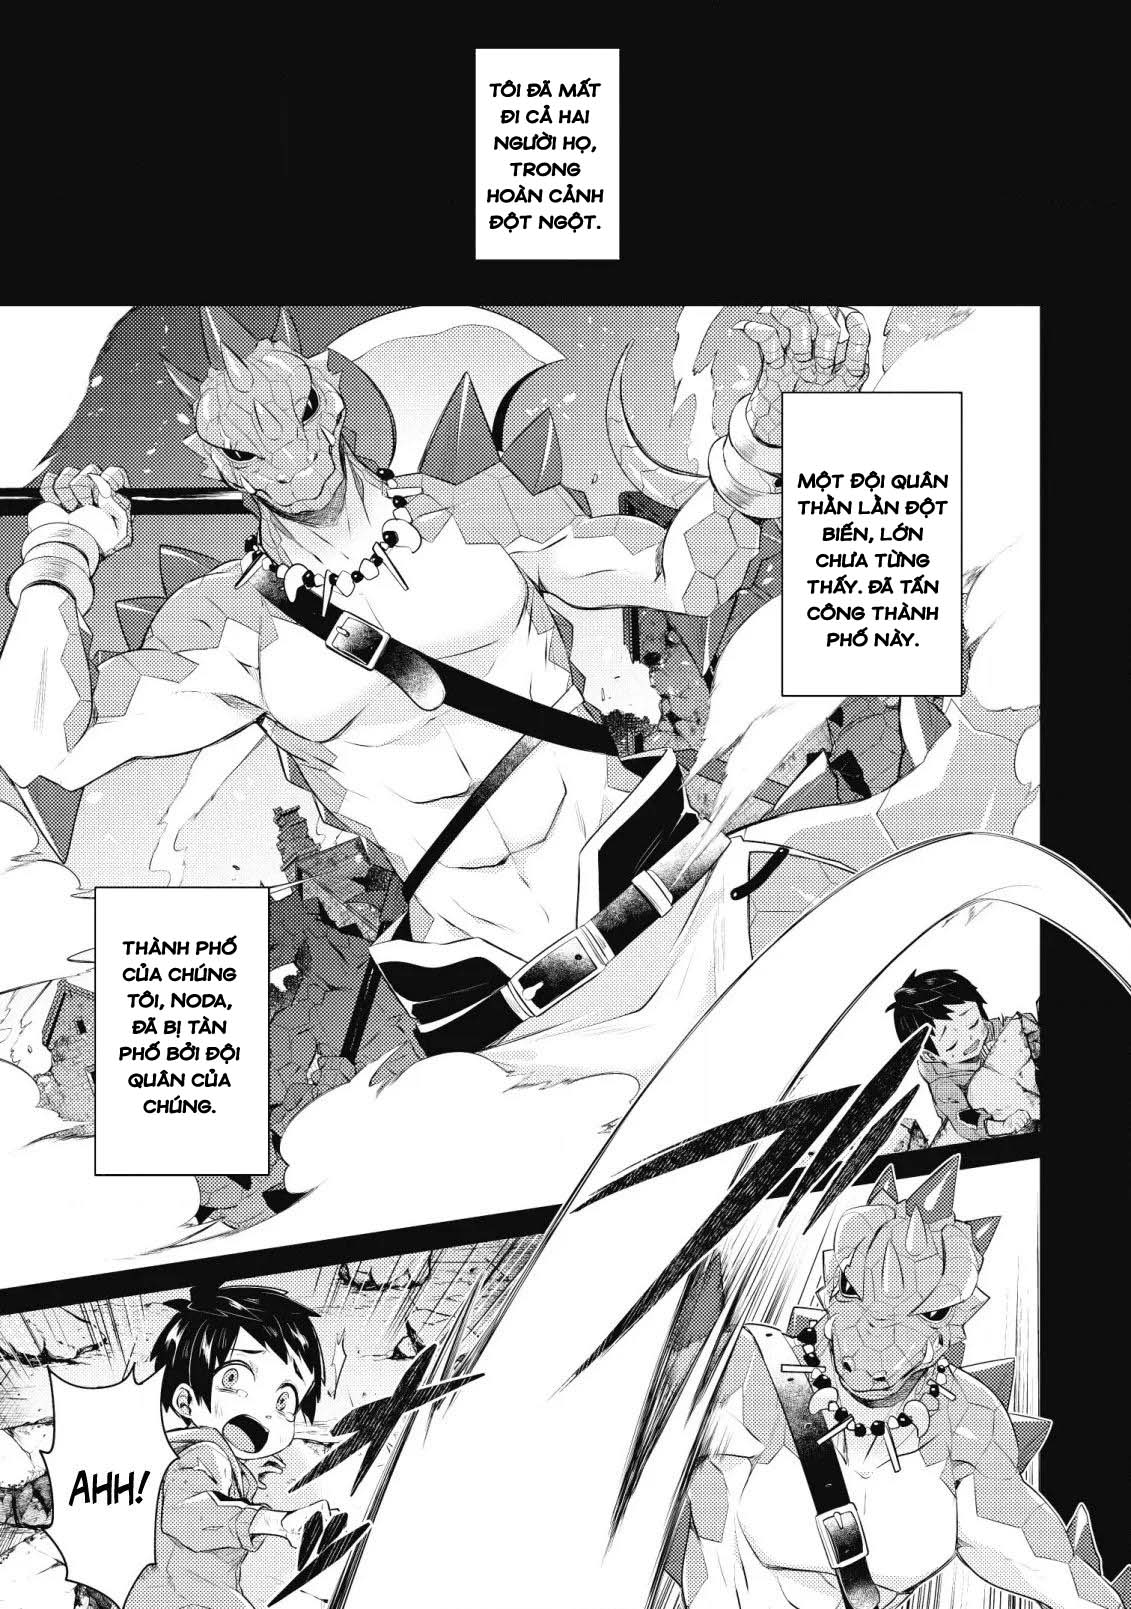 TÔI ĐÃ MẤT
ĐI CẢ HAI
NGƯỜI HỌ,
TRONG
HOÀN CẢNH
ĐỘT NGỘT.
MỘT ĐỘI QUÂN
THẰN LẰN ĐỘT
BIẾN, LỚN
CHƯA TỪNG
THẤY. ĐÃ TẤN
CÔNG THÀNH
PHỐ NÀY.
THÀNH PHỐ
CỦA CHÚNG
TÔI, NODA,
ĐÃ BỊ TÀN
PHỐ BỞI ĐỘI
QUÂN CỦA
CHÚNG.
AHH!